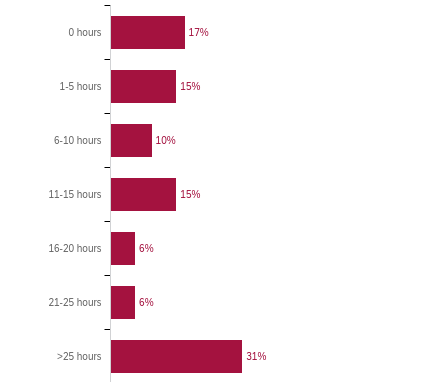 0 hours 17%
1-5 hours 15%
6-10 hours 10%
11-15 hours 15%
16-20 hours 6%
21-25 hours 6%
>25 hours 31%